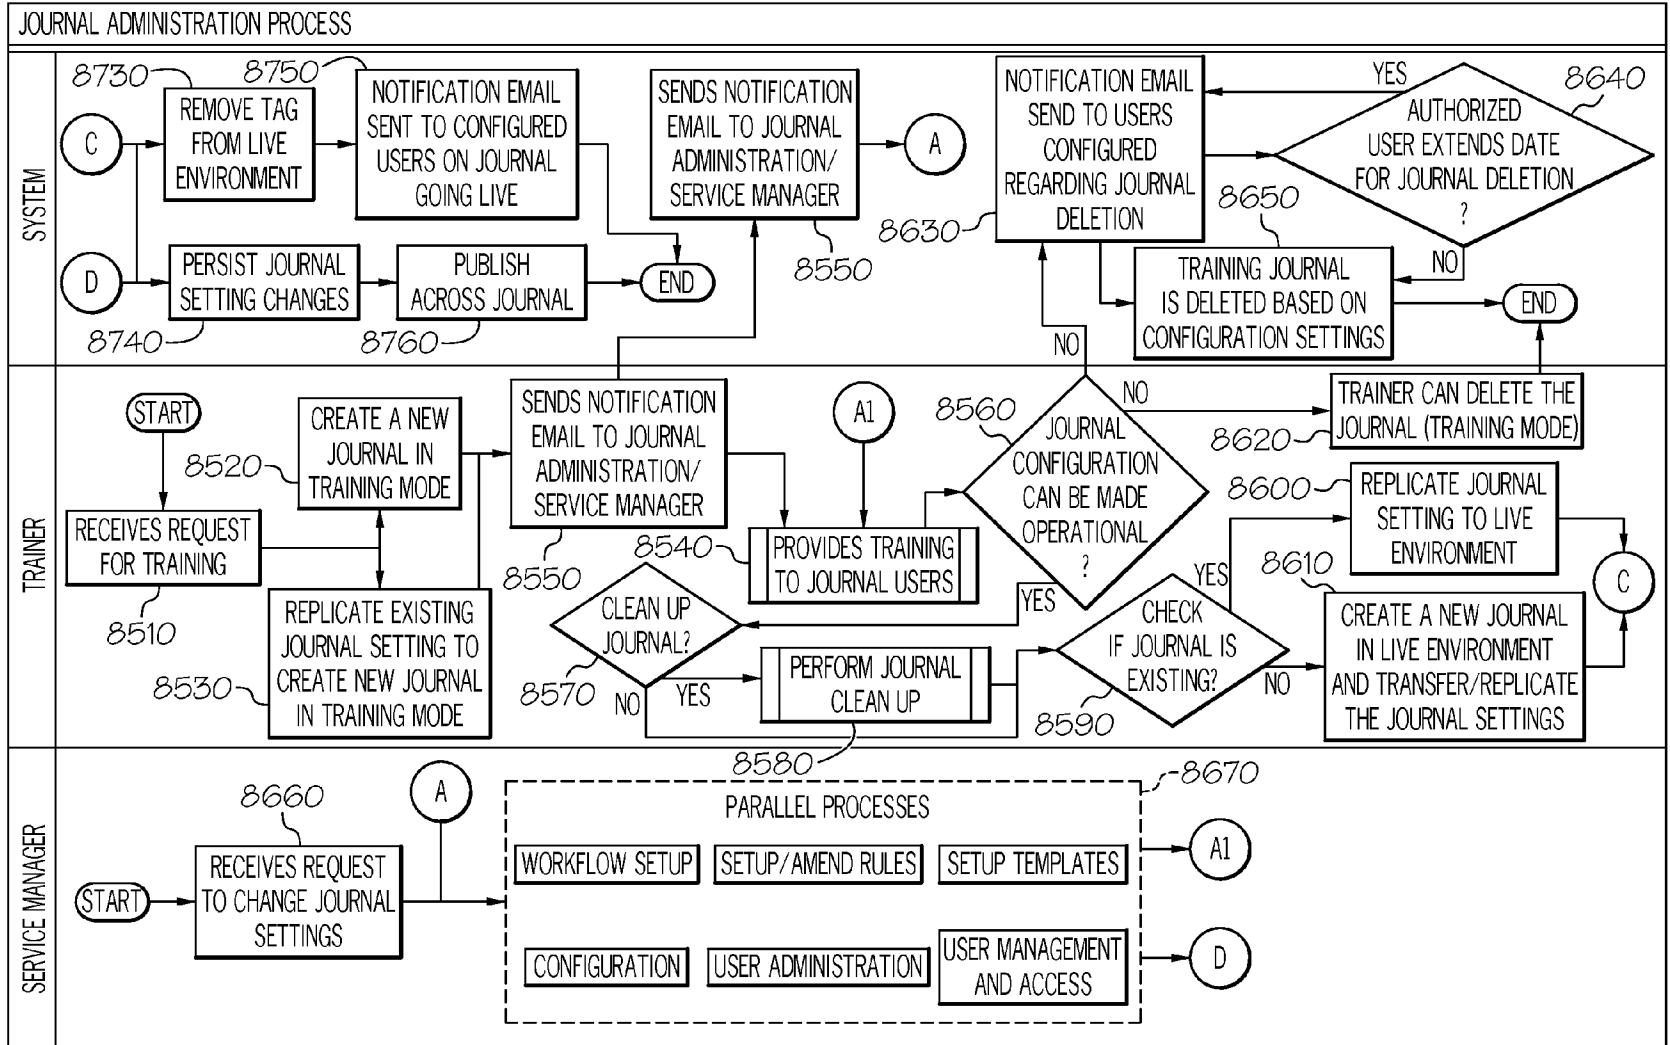 JOURNAL ADMINISTRATION PROCESS
SYSTEM
8730
8750
C
REMOVE TAG
FROM LIVE
ENVIRONMENT
NOTIFICATION EMAIL
SENT TO CONFIGURED
USERS ON JOURNAL
GOING LIVE
SENDS NOTIFICATION
EMAIL TO JOURNAL
ADMINISTRATION/
SERVICE MANAGER
8550
A
NOTIFICATION EMAIL
SEND TO USERS
CONFIGURED
REGARDING JOURNAL
DELETION
8630
YES
8640
AUTHORIZED
USER EXTENDS DATE
FOR JOURNAL DELETION
?
NO
8650
D
PERSIST JOURNAL
SETTING CHANGES
8740
PUBLISH
ACROSS JOURNAL
8760
END
TRAINING JOURNAL
IS DELETED BASED ON
CONFIGURATION SETTINGS
END
TRAINER
START
RECEIVES REQUEST
FOR TRAINING
8510
CREATE A NEW
JOURNAL IN
TRAINING MODE
8520
REPLICATE EXISTING
JOURNAL SETTING TO
CREATE NEW JOURNAL
IN TRAINING MODE
8530
SENDS NOTIFICATION
EMAIL TO JOURNAL
ADMINISTRATION/
SERVICE MANAGER
8550
A1
8540
PROVIDES TRAINING
TO JOURNAL USERS
NO
8560
JOURNAL
CONFIGURATION
CAN BE MADE
OPERATIONAL
?
NO
YES
TRAINER CAN DELETE THE
JOURNAL (TRAINING MODE)
8620
CLEAN UP
JOURNAL?
8570
YES
NO
PERFORM JOURNAL
CLEAN UP
8580
CHECK
IF JOURNAL IS
EXISTING?
8590
YES
NO
8600
REPLICATE JOURNAL
SETTING TO LIVE
ENVIRONMENT
8610
CREATE A NEW JOURNAL
IN LIVE ENVIRONMENT
AND TRANSFER/REPLICATE
THE JOURNAL SETTINGS
C
SERVICE MANAGER
START
8660
RECEIVES REQUEST
TO CHANGE JOURNAL
SETTINGS
A
8670
PARALLEL PROCESSES
WORKFLOW SETUP
SETUP/AMEND RULES
SETUP TEMPLATES
CONFIGURATION
USER ADMINISTRATION
USER MANAGEMENT
AND ACCESS
A1
D